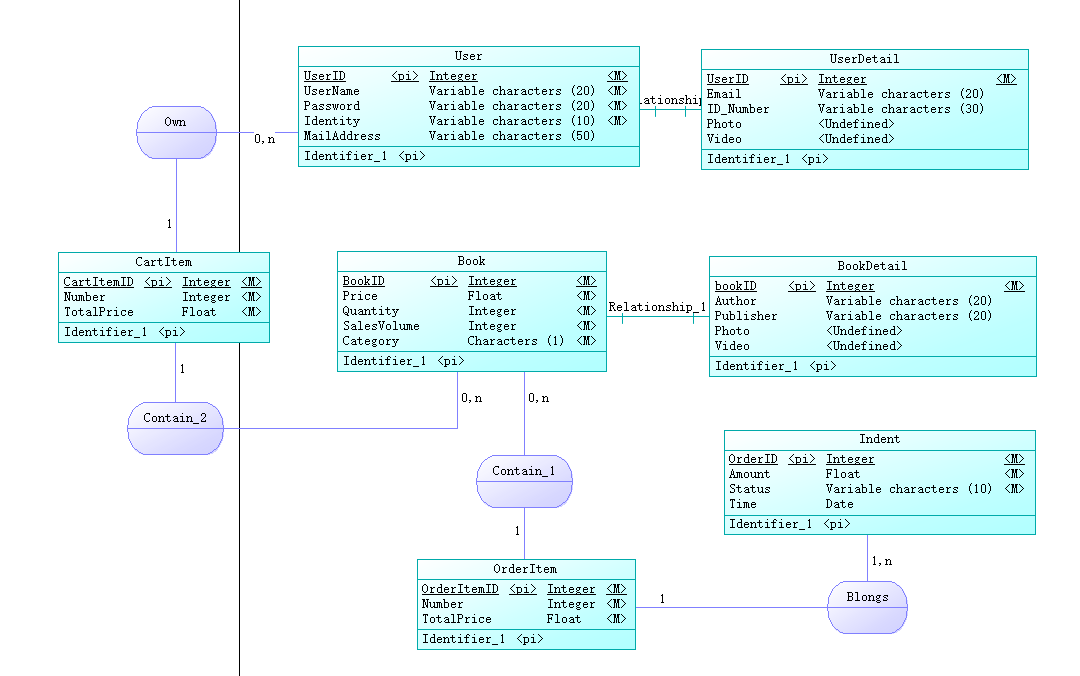 User
UserID <pi> Integer <M>
UserName Variable characters (20) <M>
Password Variable characters (20) <M>
Identity Variable characters (10) <M>
MailAddress Variable characters (50)
Identifier_1 <pi>
lationship
UserDetail
UserID <pi> Integer <M>
Email Variable characters (20)
ID_Number Variable characters (30)
Photo <Undefined>
Video <Undefined>
Identifier_1 <pi>
Own
0,n
1
CartItem
CartItemID <pi> Integer <M>
Number Integer <M>
TotalPrice Float <M>
Identifier_1 <pi>
Book
BookID <pi> Integer <M>
Price Float <M>
Quantity Integer <M>
SalesVolume Integer <M>
Category Characters (1) <M>
Identifier_1 <pi>
Relationship_1
BookDetail
bookID <pi> Integer <M>
Author Variable characters (20)
Publisher Variable characters (20)
Photo <Undefined>
Video <Undefined>
Identifier_1 <pi>
1
Contain_2
0,n
0,n
Contain_1
1
Indent
OrderID <pi> Integer <M>
Amount Float <M>
Status Variable characters (10) <M>
Time Date
Identifier_1 <pi>
1,n
OrderItem
OrderItemID <pi> Integer <M>
Number Integer <M>
TotalPrice Float <M>
Identifier_1 <pi>
1
Blongs